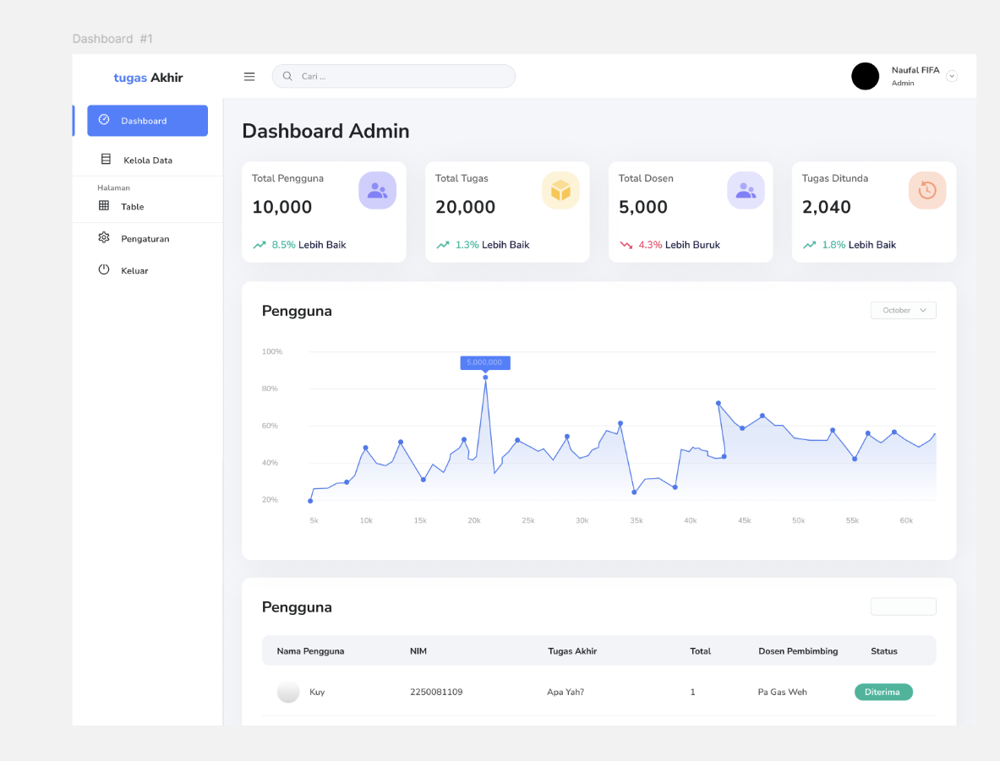 Dashboard #1
tugas Akhir
Cari ...
Naufal FIFA
Admin
Dashboard
Kelola Data
Halaman
Table
Pengaturan
Keluar
Dashboard Admin
Total Pengguna
10,000
8.5% Lebih Baik
Total Tugas
20,000
1.3% Lebih Baik
Total Dosen
5,000
4.3% Lebih Buruk
Tugas Ditunda
2,040
1.8% Lebih Baik
Pengguna
October
100%
80%
60%
40%
20%
5,000,000
5k 10k 15k 20k 25k 30k 35k 40k 45k 50k 55k 60k
Pengguna
Nama Pengguna NIM Tugas Akhir Total Dosen Pembimbing Status
Kuy 2250081109 Apa Yah? 1 Pa Gas Weh Diterima